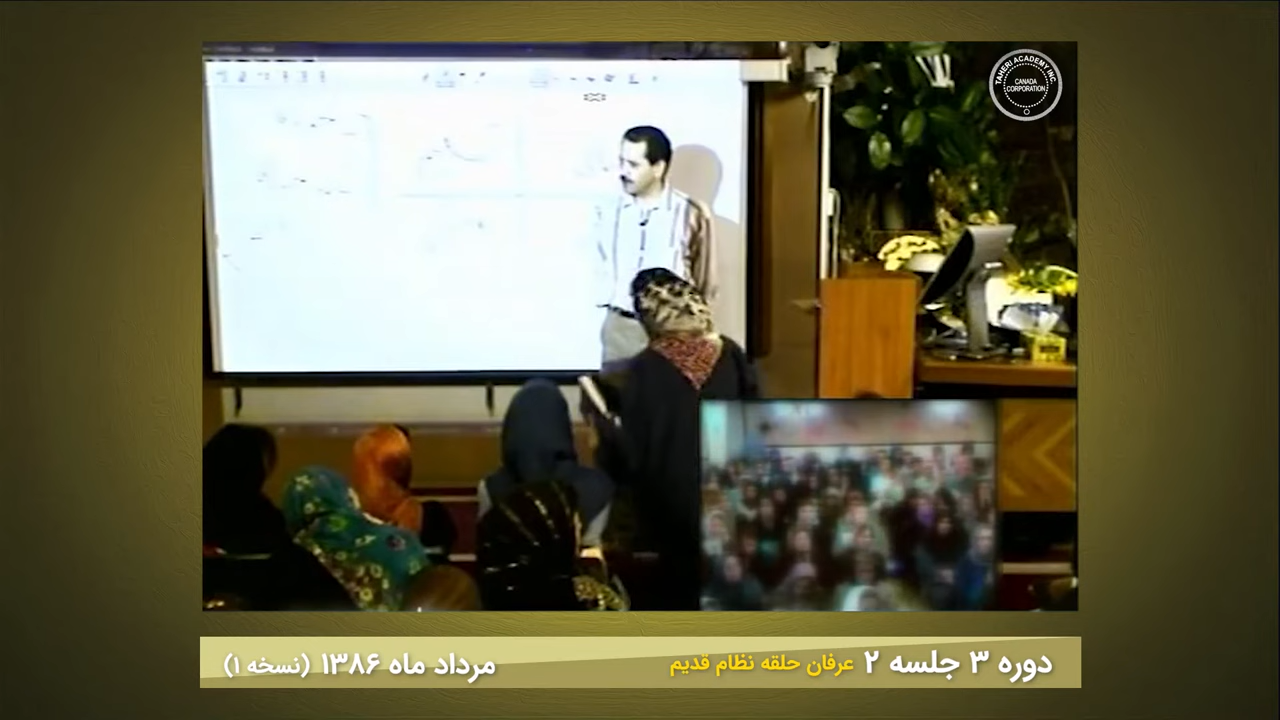 TAHERI ACADEMY INC.
CANADA
CORPORATION
دوره ۳ جلسه ۲ عرفان حلقه نظام قدیم
مرداد ماه ۱۳۸۶ (نسخه ۱)